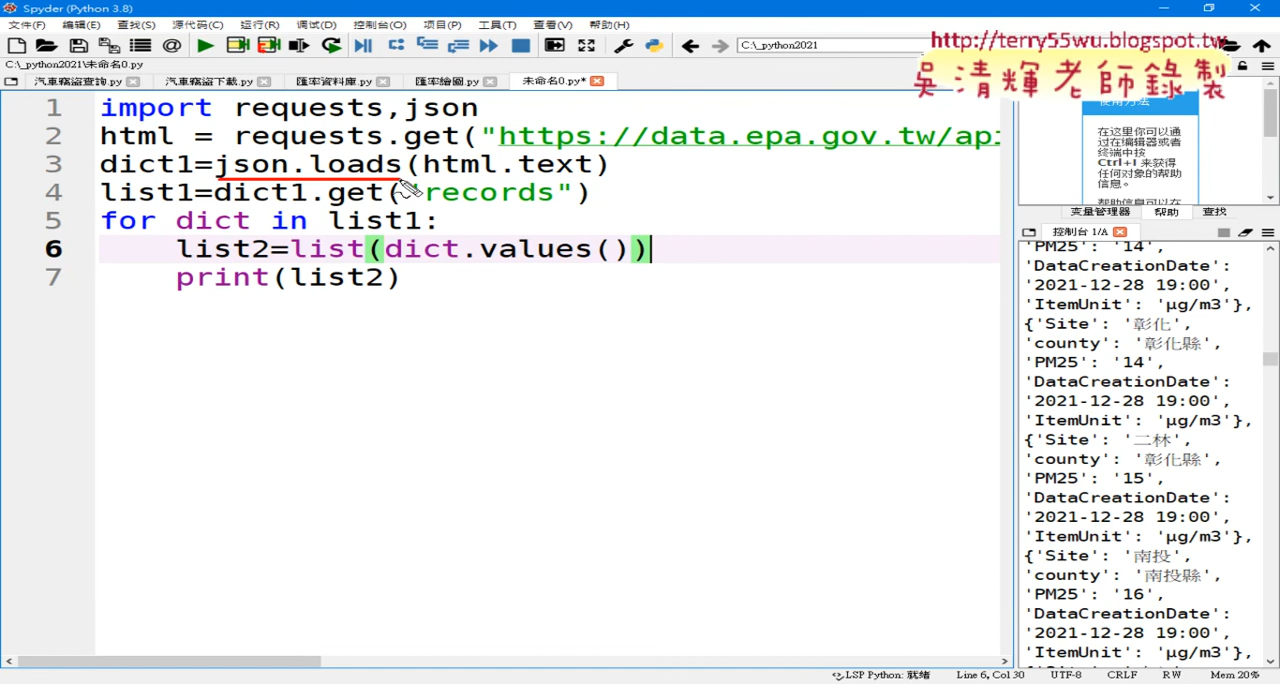 Spyder (Python 3.8)
文件(F) 编辑(E) 查找(S) 源代码(C) 运行(R) 调试(D) 控制台(O) 项目(P) 工具(T) 查看(V) 帮助(H)
C:\_python2021
http://terry55wu.blogspot.tw
吳清輝老師錄製
C:\_python2021\未命名0.py
汽車竊盜查詢.py 汽車竊盜下載.py 匯率資料庫.py 匯率繪圖.py 未命名0.py*
1 import requests,json
2 html = requests.get("https://data.epa.gov.tw/api
3 dict1=json.loads(html.text)
4 list1=dict1.get("records")
5 for dict in list1:
6 list2=list(dict.values())
7 print(list2)
使用方法
在这里你可以通
过在编辑器或者
终端中按
Ctrl+I 来获得
任何对象的帮助
信息。
帮助信息可以在
变量管理器 帮助 查找
控制台 1/A
'PM25': '14',
'DataCreationDate':
'2021-12-28 19:00',
'ItemUnit': 'μg/m3'},
{'Site': '彰化',
'county': '彰化縣',
'PM25': '14',
'DataCreationDate':
'2021-12-28 19:00',
'ItemUnit': 'μg/m3'},
{'Site': '二林',
'county': '彰化縣',
'PM25': '15',
'DataCreationDate':
'2021-12-28 19:00',
'ItemUnit': 'μg/m3'},
{'Site': '南投',
'county': '南投縣',
'PM25': '16',
'DataCreationDate':
'2021-12-28 19:00',
'ItemUnit': 'μg/m3'},
LSP Python: 就绪 Line 6, Col 30 UTF-8 CRLF RW Mem 20%